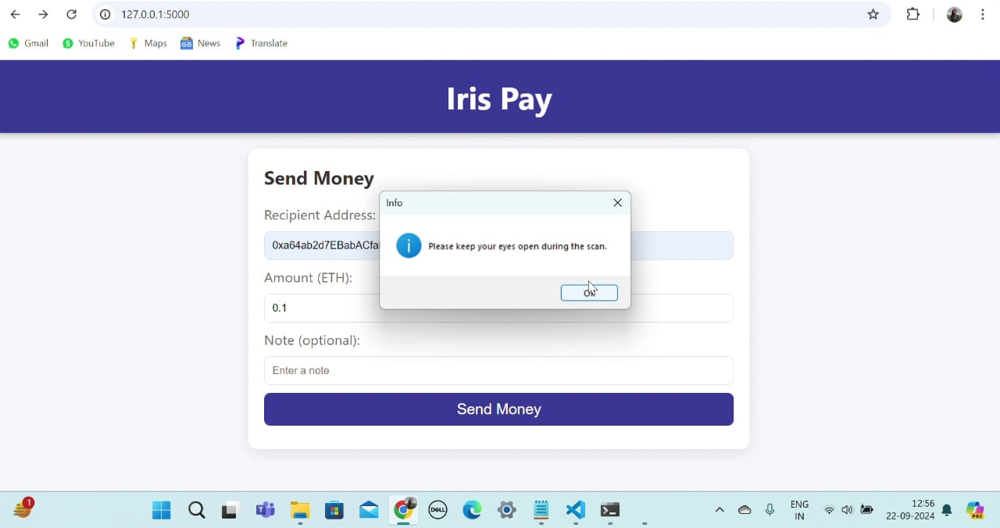 127.0.0.1:5000
Gmail
YouTube
Maps
News
Translate
Iris Pay
Send Money
Info
Recipient Address:
Please keep your eyes open during the scan.
0xa64ab2d7EBabACfa
Amount (ETH):
OK
0.1
Note (optional):
Enter a note
Send Money
1
DELL
ENG
IN
12:56
22-09-2024
PRE